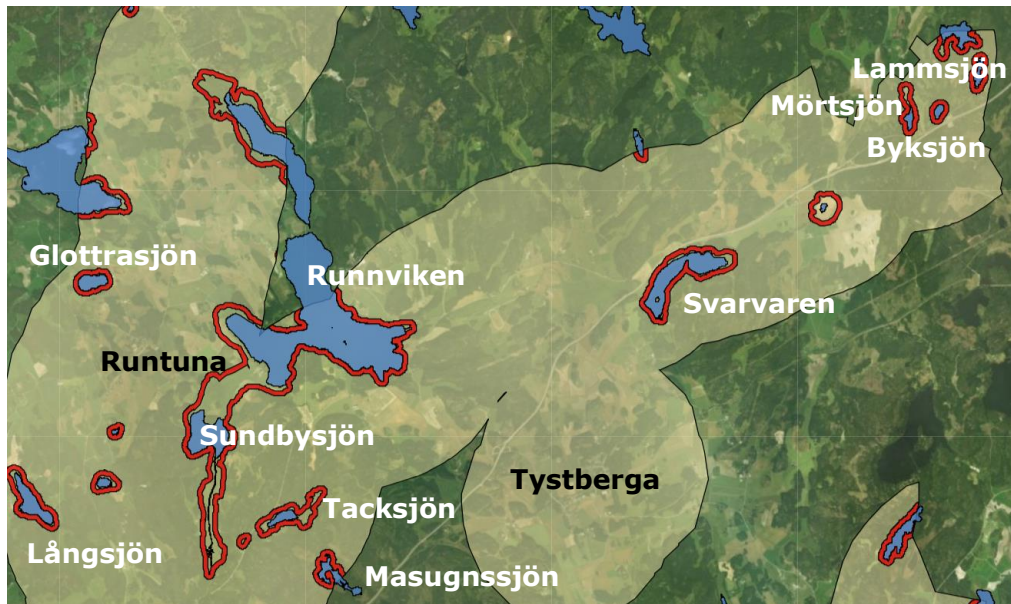 Lammsjön
Mörtsjön
Byksjön
Glottrasjön
Runnviken
Svarvaren
Runtuna
Sundbysjön
Tystberga
Tacksjön
Långsjön
Masugnssjön